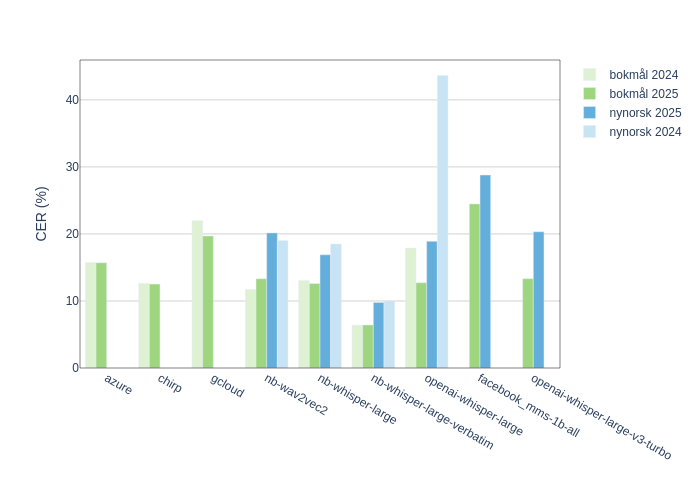 CER (%)
40
30
20
10
0
azure
chirp
gcloud
nb-wav2vec2
nb-whisper-large
nb-whisper-large-verbatim
openai-whisper-large
facebook_mms-1b-all
openai-whisper-large-v3-turbo
bokmål 2024
bokmål 2025
nynorsk 2025
nynorsk 2024